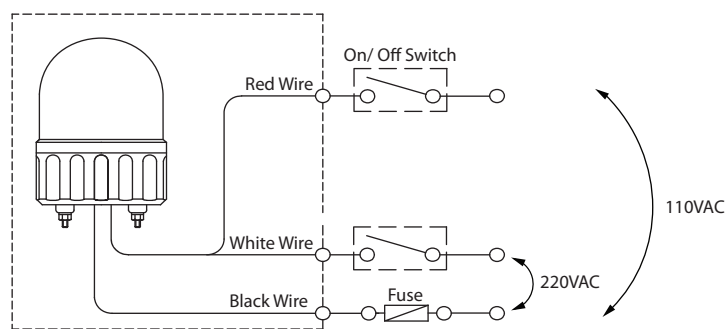 On/ Off Switch
Red Wire
110VAC
White Wire
220VAC
Black Wire
Fuse